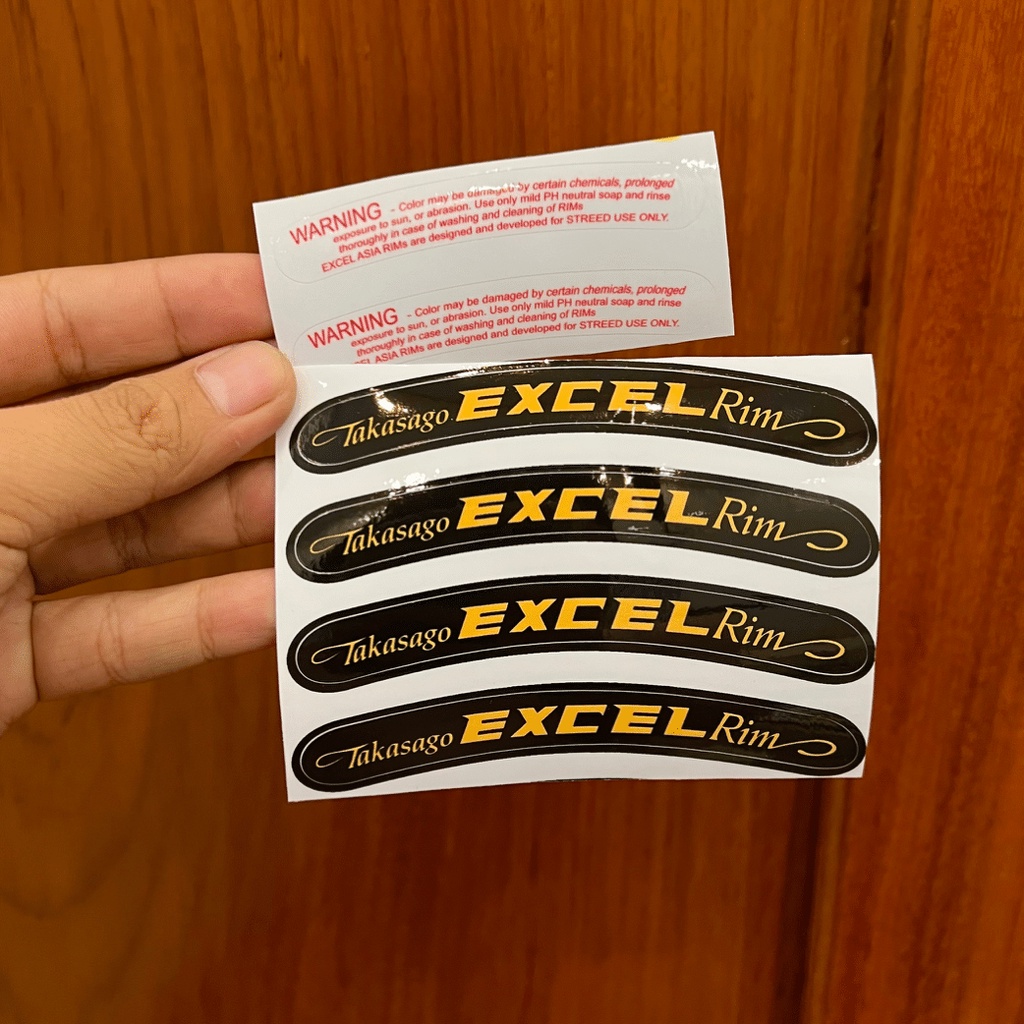 WARNING - Color may be damaged by certain chemicals, prolonged
exposure to sun, or abrasion. Use only mild PH neutral soap and rinse
thoroughly in case of washing and cleaning of RIMs
EXCEL ASIA RIMs are designed and developed for STREED USE ONLY.
WARNING - Color may be damaged by certain chemicals, prolonged
exposure to sun, or abrasion. Use only mild PH neutral soap and rinse
thoroughly in case of washing and cleaning of RIMs
ASIA RIMs are designed and developed for STREED USE ONLY.
Takasago EXCEL Rim
Takasago EXCEL Rim
Takasago EXCEL Rim
Takasago EXCEL Rim